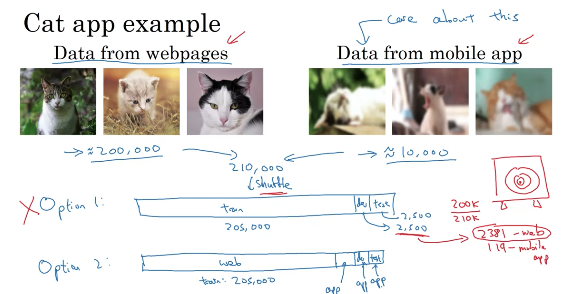 Cat app example
care about this
Data from webpages
Data from mobile app
→ ≈200,000
210,000
→ ≈10,000
shuffle
Option 1:
train
dev
test
205,000
2,500
2,500
200k
210k
2381 - web
119 - mobile
app
Option 2:
web
dev
test
train: 205,000
app
app
app